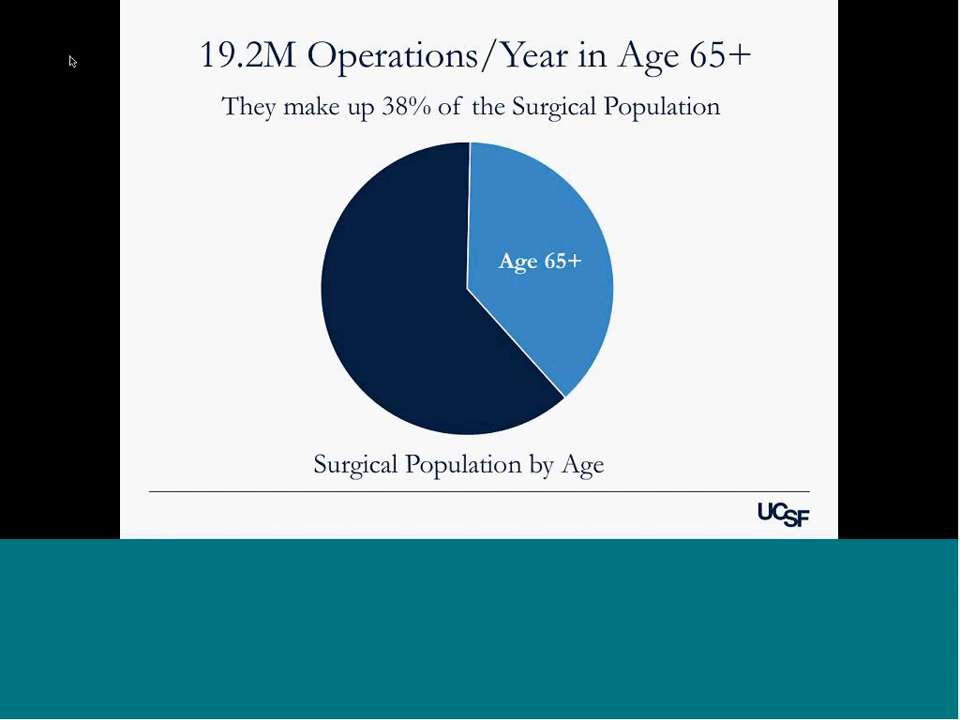 19.2M Operations/Year in Age 65+
They make up 38% of the Surgical Population
Age 65+
Surgical Population by Age
UCSF